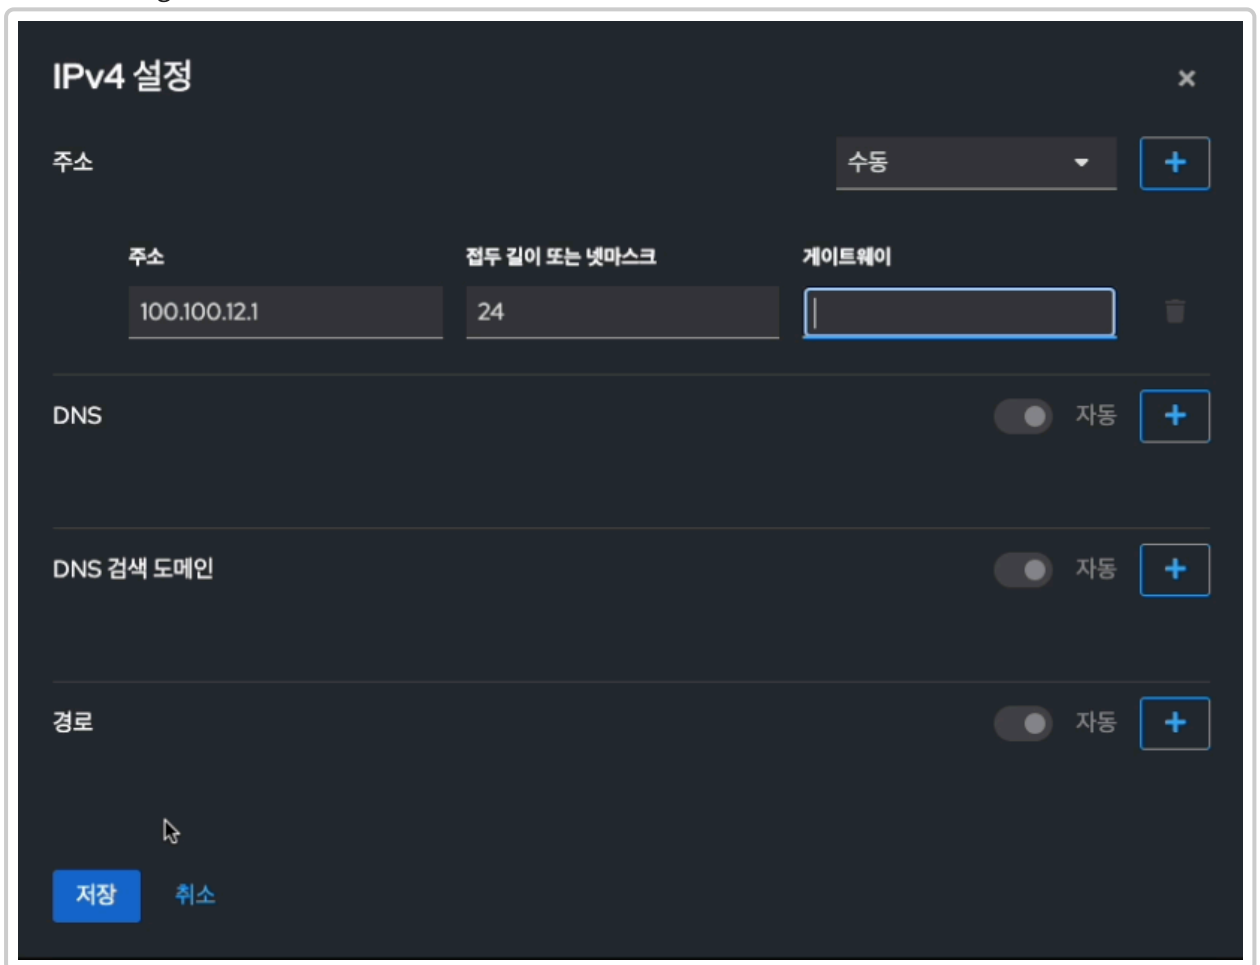 IPv4 설정
주소
수동
주소 접두 길이 또는 넷마스크 게이트웨이
100.100.12.1 24
DNS 자동
DNS 검색 도메인 자동
경로 자동
저장 취소